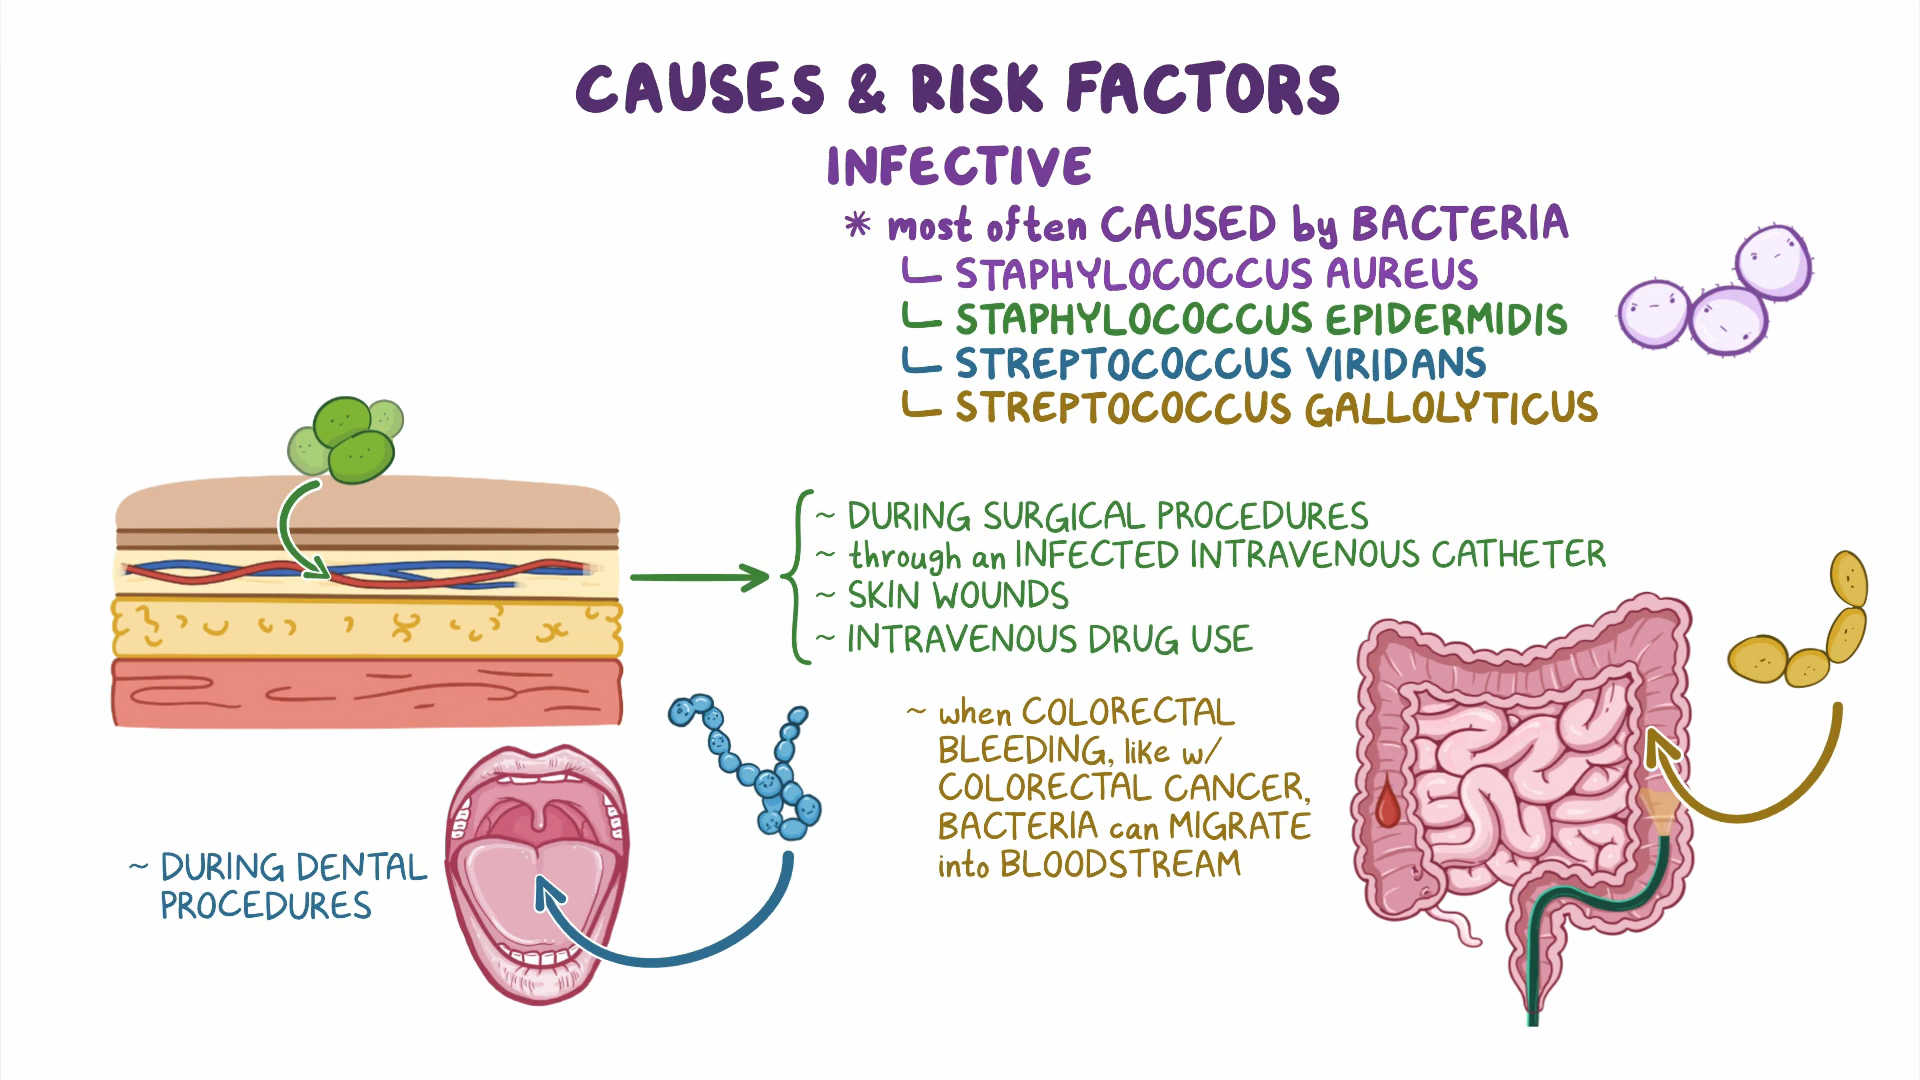 CAUSES & RISK FACTORS
INFECTIVE
* most often CAUSED by BACTERIA
STAPHYLOCOCCUS AUREUS
STAPHYLOCOCCUS EPIDERMIDIS
STREPTOCOCCUS VIRIDANS
STREPTOCOCCUS GALLOLYTICUS
~ DURING SURGICAL PROCEDURES
~ through an INFECTED INTRAVENOUS CATHETER
~ SKIN WOUNDS
~ INTRAVENOUS DRUG USE
~ DURING DENTAL
PROCEDURES
~ when COLORECTAL
BLEEDING, like w/
COLORECTAL CANCER,
BACTERIA can MIGRATE
into BLOODSTREAM